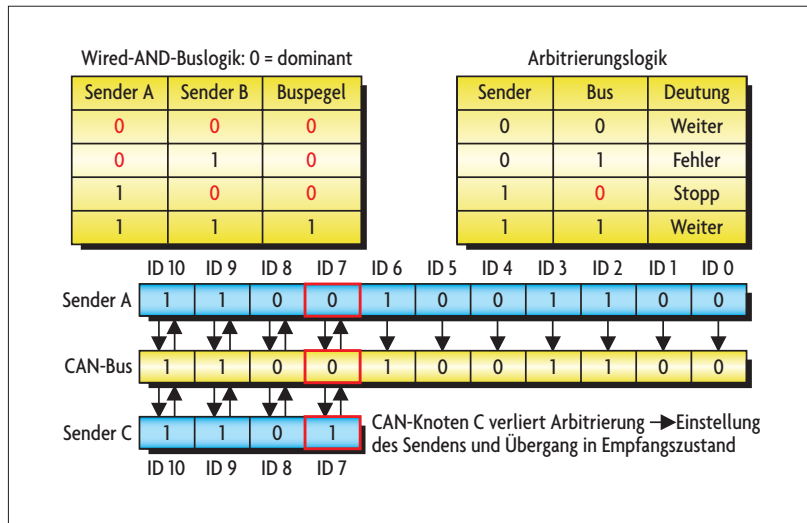 Wired-AND-Buslogik: 0 = dominant
Sender A Sender B Buspegel
0 0 0
0 1 0
1 0 0
1 1 1
Arbitrierungslogik
Sender Bus Deutung
0 0 Weiter
0 1 Fehler
1 0 Stopp
1 1 Weiter
ID 10 ID 9 ID 8 ID 7 ID 6 ID 5 ID 4 ID 3 ID 2 ID 1 ID 0
Sender A 1 1 0 0 1 0 0 1 1 0 0
CAN-Bus 1 1 0 0 1 0 0 1 1 0 0
Sender C 1 1 0 1
ID 10 ID 9 ID 8 ID 7
CAN-Knoten C verliert Arbitrierung → Einstellung
des Sendens und Übergang in Empfangszustand